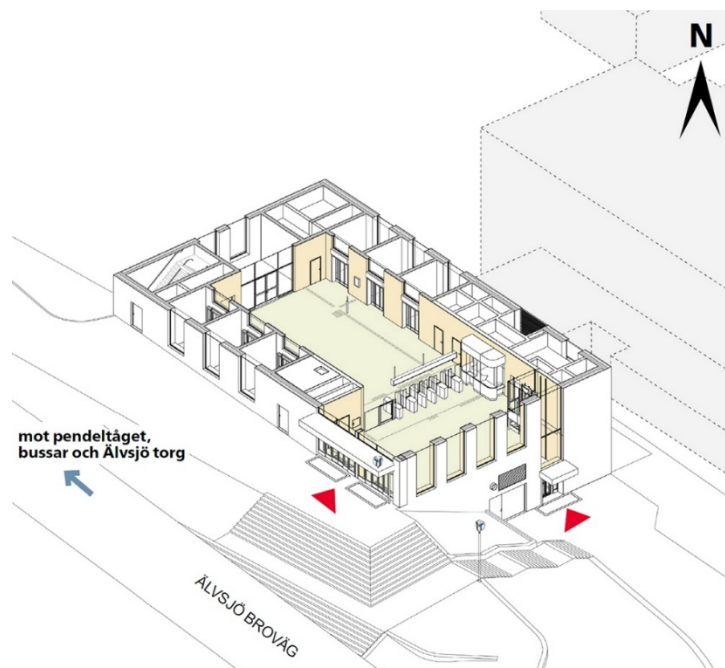 N
mot pendeltåget,
bussar och Älvsjö torg
ÄLVSJÖ BROVÄG